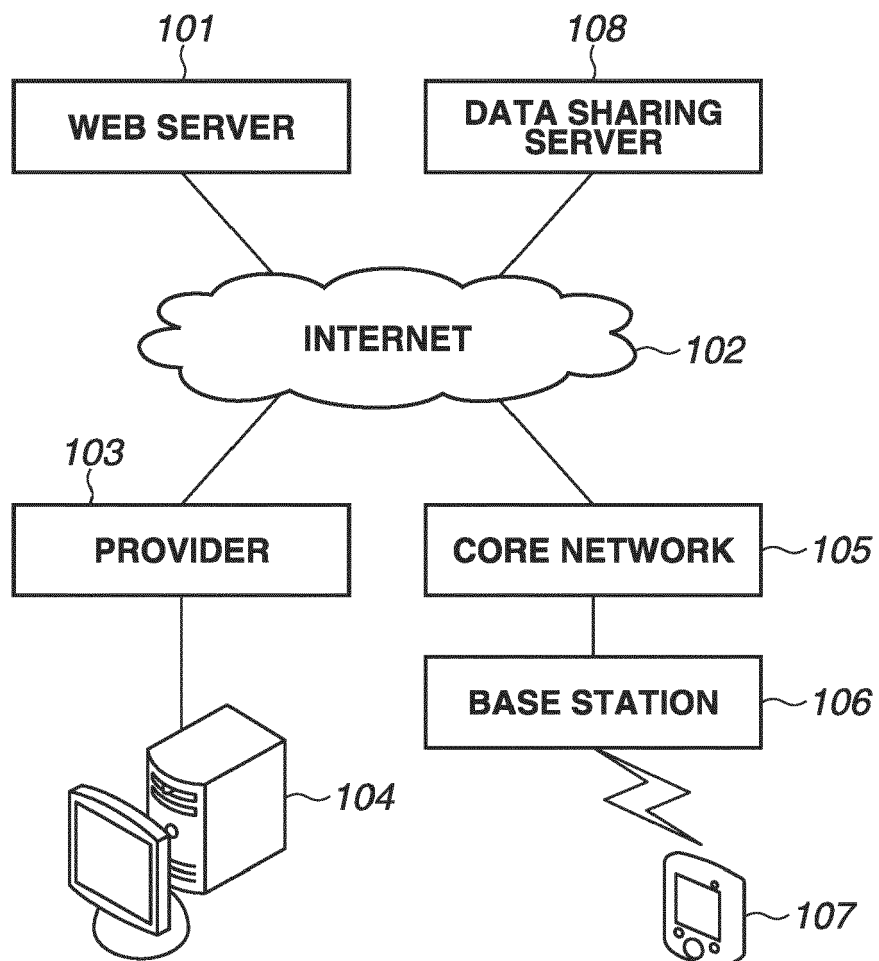 101
108
WEB SERVER
DATA SHARING
SERVER
INTERNET
102
103
PROVIDER
CORE NETWORK
105
BASE STATION
106
104
107